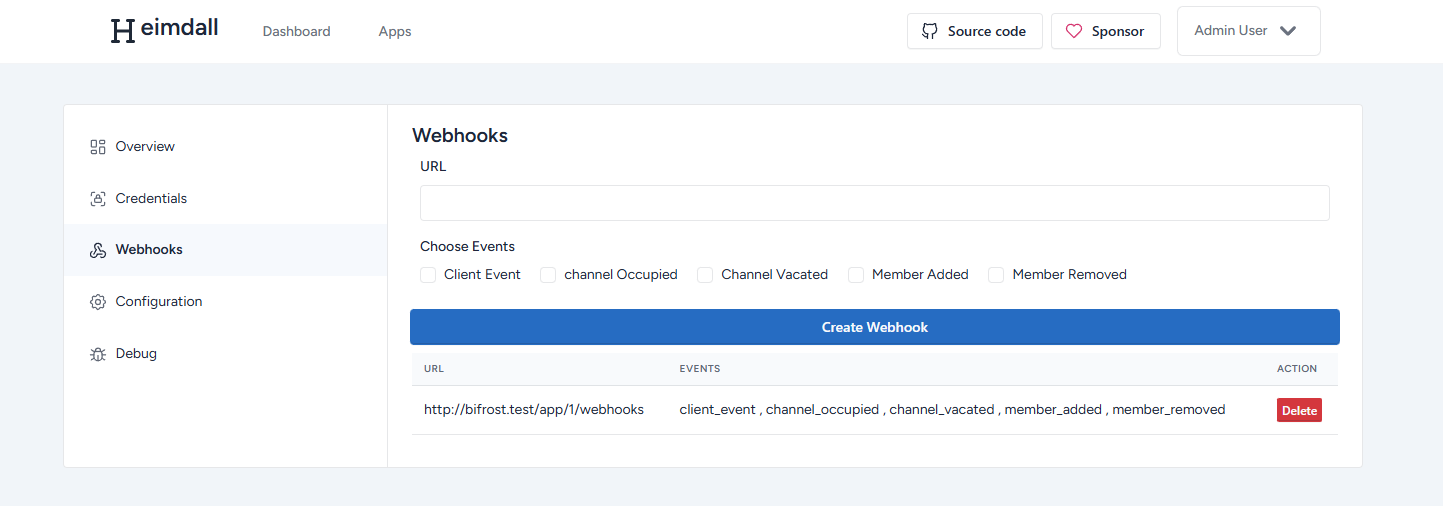 Heimdall Dashboard Apps Source code Sponsor Admin User
Overview
Credentials
Webhooks
Configuration
Debug
Webhooks
URL
Choose Events
Client Event channel Occupied Channel Vacated Member Added Member Removed
Create Webhook
URL EVENTS ACTION
http://bifrost.test/app/1/webhooks client_event , channel_occupied , channel_vacated , member_added , member_removed Delete